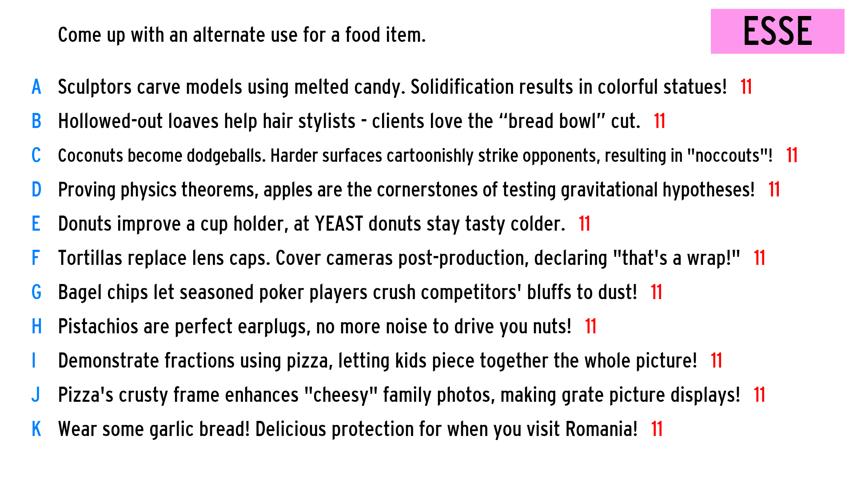 Come up with an alternate use for a food item.
ESSE
A Sculptors carve models using melted candy. Solidification results in colorful statues! 11
B Hollowed-out loaves help hair stylists - clients love the “bread bowl” cut. 11
C Coconuts become dodgeballs. Harder surfaces cartoonishly strike opponents, resulting in "noccouts"! 11
D Proving physics theorems, apples are the cornerstones of testing gravitational hypotheses! 11
E Donuts improve a cup holder, at YEAST donuts stay tasty colder. 11
F Tortillas replace lens caps. Cover cameras post-production, declaring "that's a wrap!" 11
G Bagel chips let seasoned poker players crush competitors' bluffs to dust! 11
H Pistachios are perfect earplugs, no more noise to drive you nuts! 11
I Demonstrate fractions using pizza, letting kids piece together the whole picture! 11
J Pizza's crusty frame enhances "cheesy" family photos, making grate picture displays! 11
K Wear some garlic bread! Delicious protection for when you visit Romania! 11